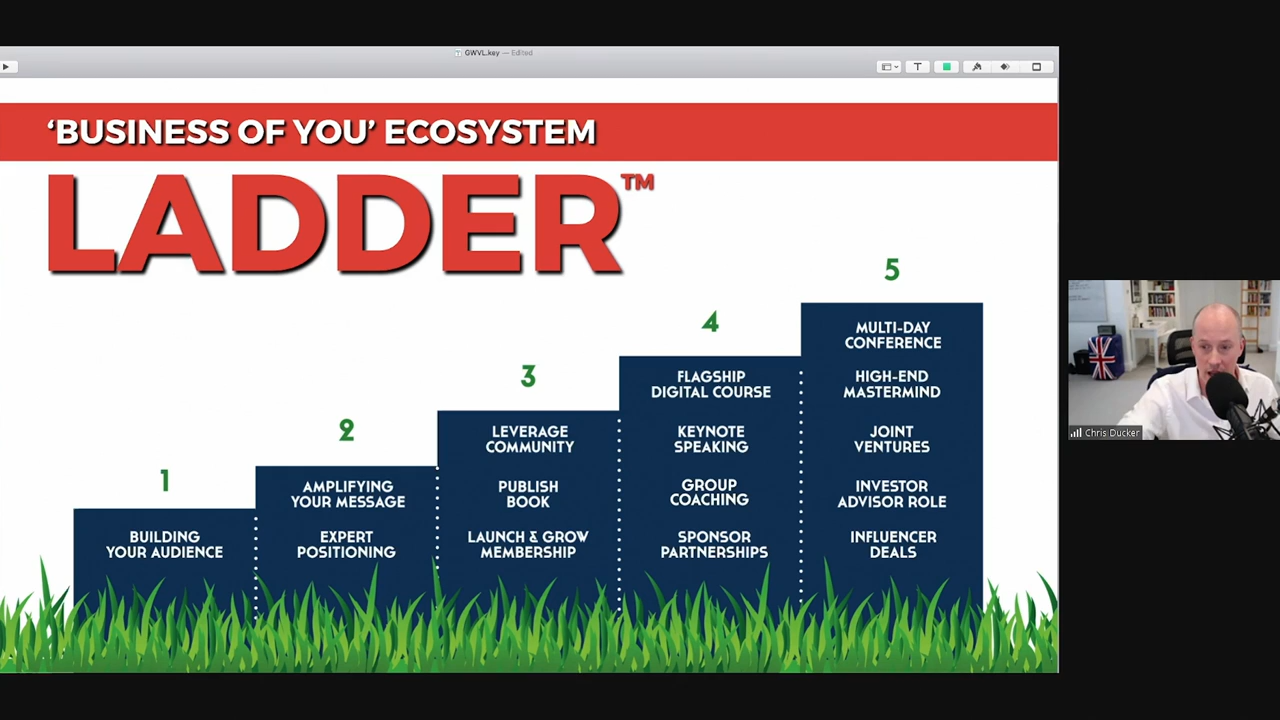 GWVL.key — Edited
‘BUSINESS OF YOU’ ECOSYSTEM
LADDER™
1
BUILDING
YOUR AUDIENCE
2
AMPLIFYING
YOUR MESSAGE
EXPERT
POSITIONING
3
LEVERAGE
COMMUNITY
PUBLISH
BOOK
LAUNCH & GROW
MEMBERSHIP
4
FLAGSHIP
DIGITAL COURSE
KEYNOTE
SPEAKING
GROUP
COACHING
SPONSOR
PARTNERSHIPS
5
MULTI-DAY
CONFERENCE
HIGH-END
MASTERMIND
JOINT
VENTURES
INVESTOR
ADVISOR ROLE
INFLUENCER
DEALS
Chris Ducker